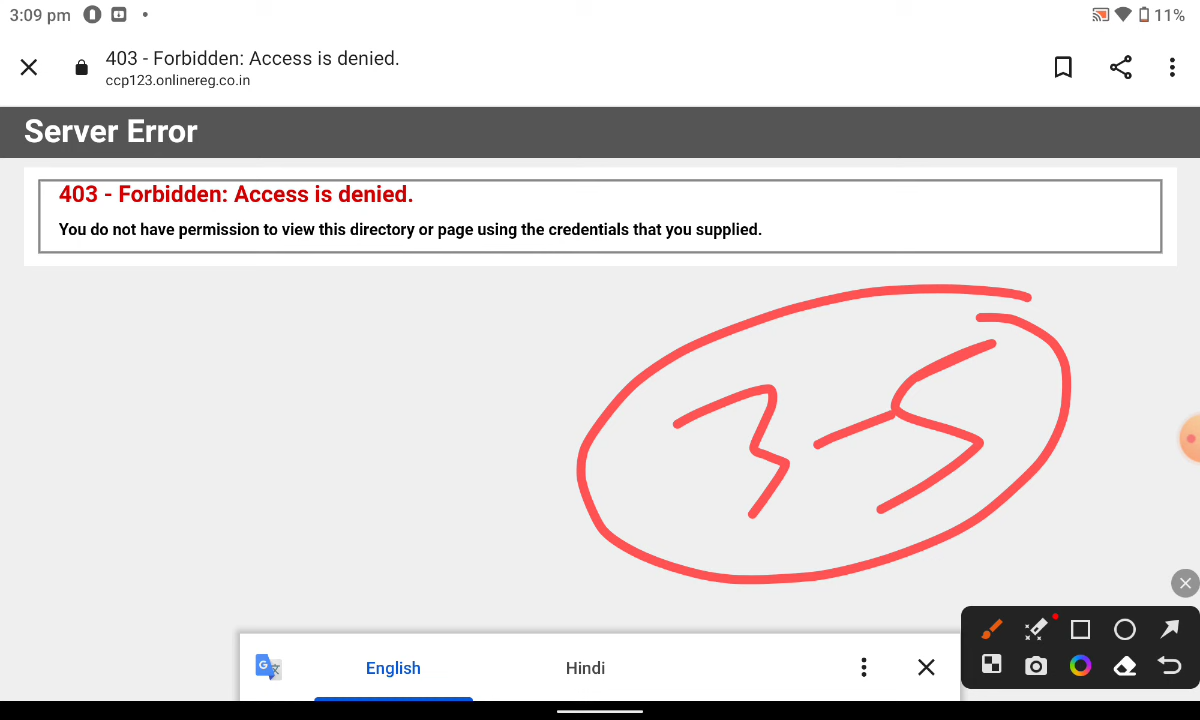 3:09 pm 11%
403 - Forbidden: Access is denied.
ccp123.onlinereg.co.in
Server Error
403 - Forbidden: Access is denied.
You do not have permission to view this directory or page using the credentials that you supplied.
3-5
English Hindi